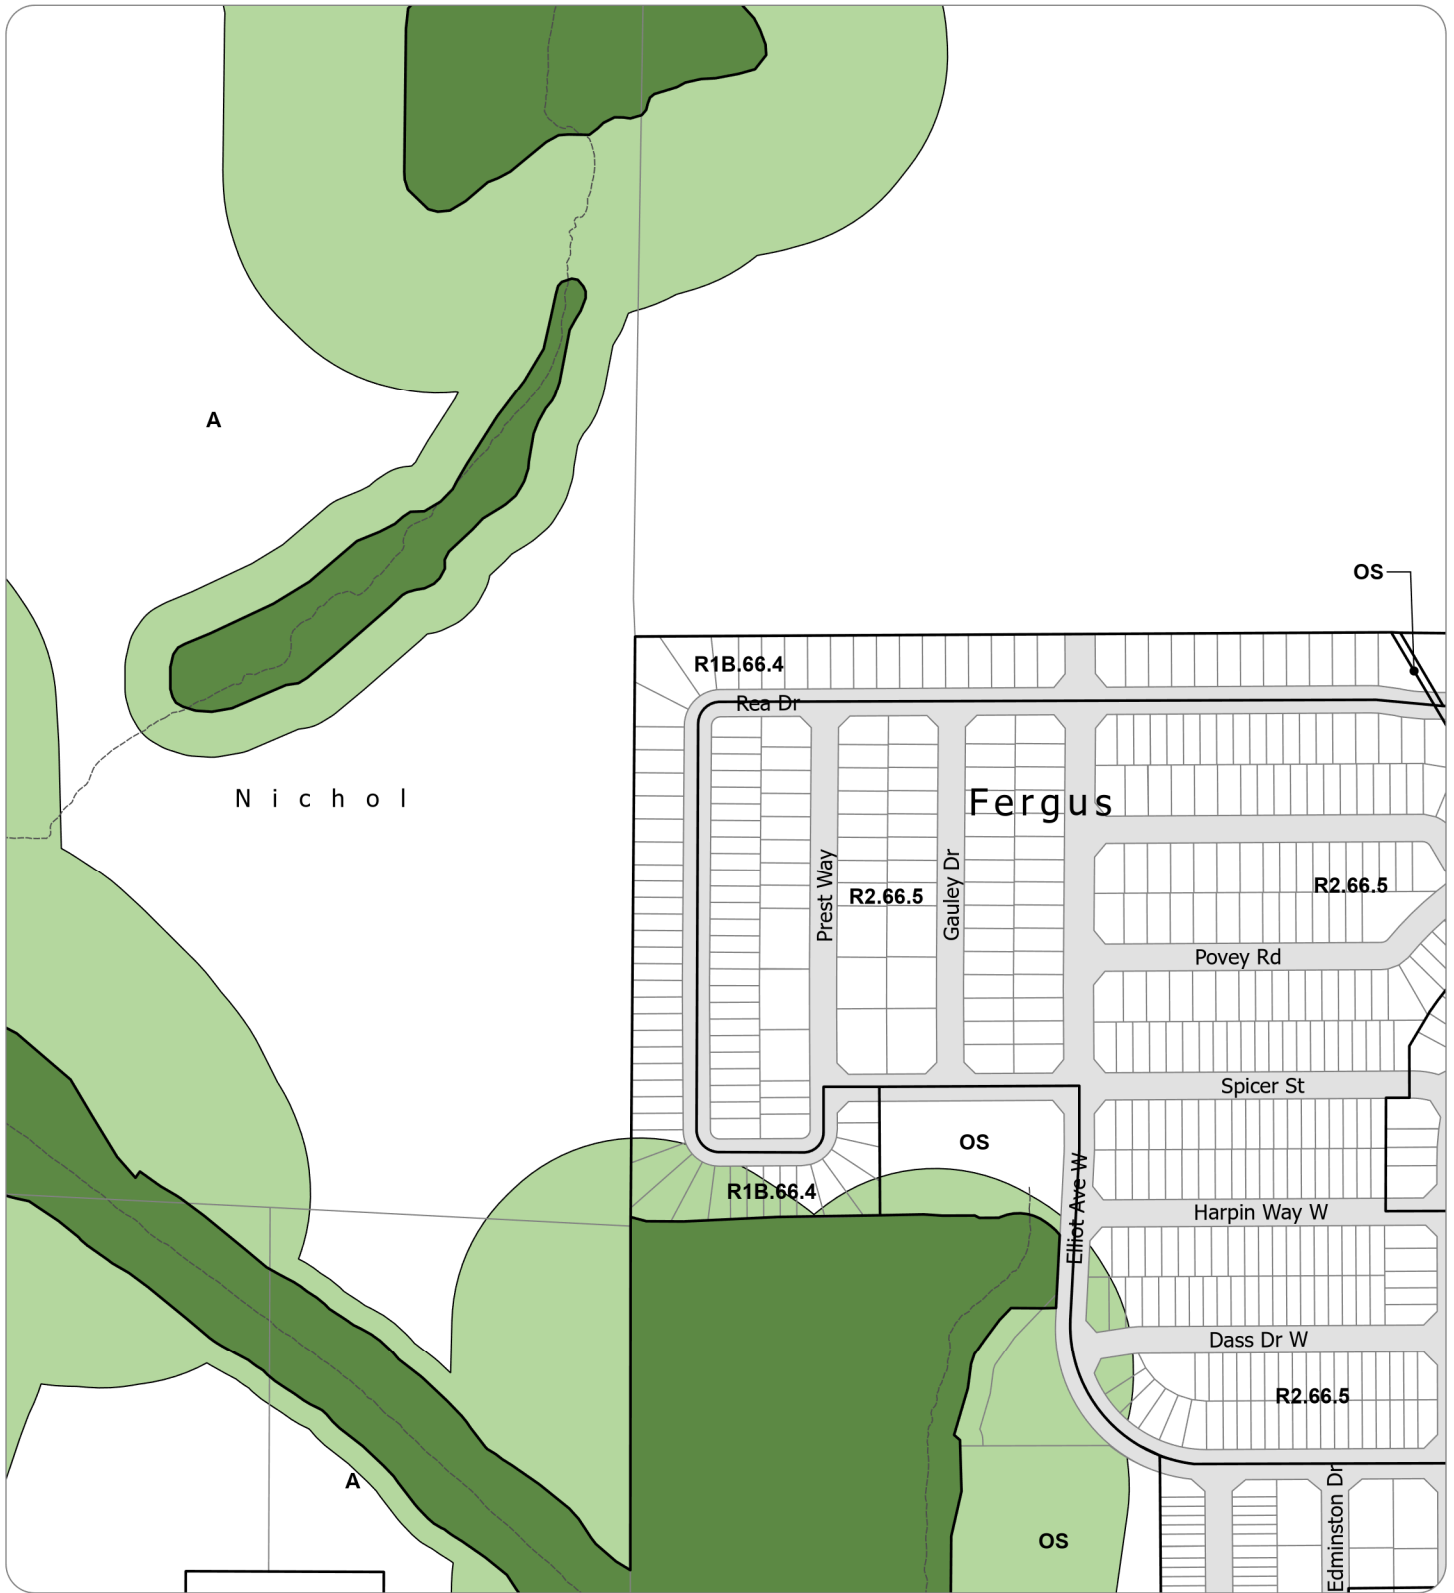 A
OS
R1B.66.4
Rea Dr
Nichol
Fergus
Prest Way
R2.66.5
Gauley Dr
R2.66.5
Povey Rd
Spicer St
OS
R1B.66.4
Elliot Ave W
Harpin Way W
Dass Dr W
R2.66.5
A
Edminston Dr
OS